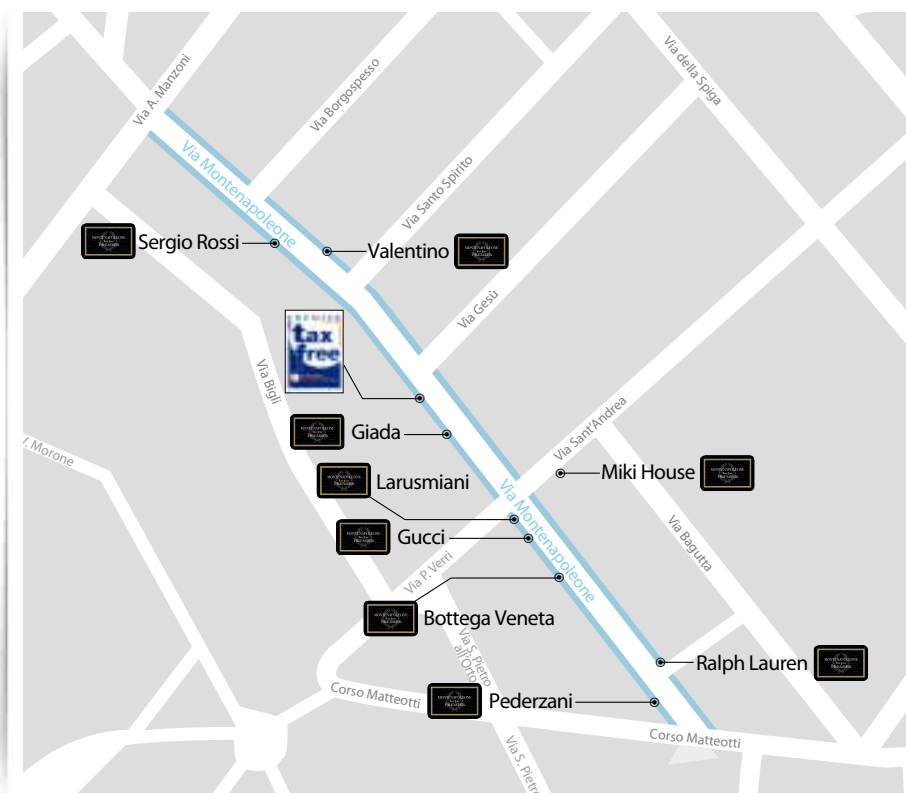 Via A. Manzoni
Via Borgospesso
Via della Spiga
Via Montenapoleone
Via Santo Spirito
Sergio Rossi
Valentino
Via Gesù
tax
free
Via Bigli
Giada
Via Sant'Andrea
V. Morone
Larusmiani
Miki House
Via Montenapoleone
Gucci
Via Bagutta
Via P. Verri
Bottega Veneta
Via S. Pietro
all'Orto
Ralph Lauren
Corso Matteotti
Pederzani
Corso Matteotti
Via S. Pietro